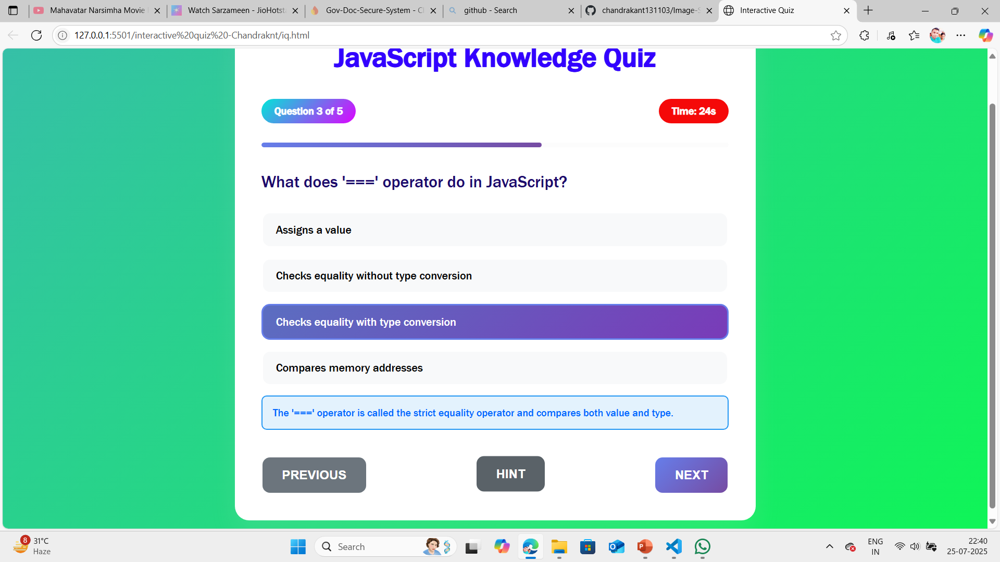 Mahavatar Narsimha Movie
Watch Sarzameen - JioHotst
Gov-Doc-Secure-System - Cl
github - Search
chandrakant131103/Image-S
Interactive Quiz
127.0.0.1:5501/interactive%20quiz%20-Chandraknt/iq.html
JavaScript Knowledge Quiz
Question 3 of 5
Time: 24s
What does '===' operator do in JavaScript?
Assigns a value
Checks equality without type conversion
Checks equality with type conversion
Compares memory addresses
The '===' operator is called the strict equality operator and compares both value and type.
PREVIOUS
HINT
NEXT
8
31°C
Haze
Search
ENG
IN
22:40
25-07-2025